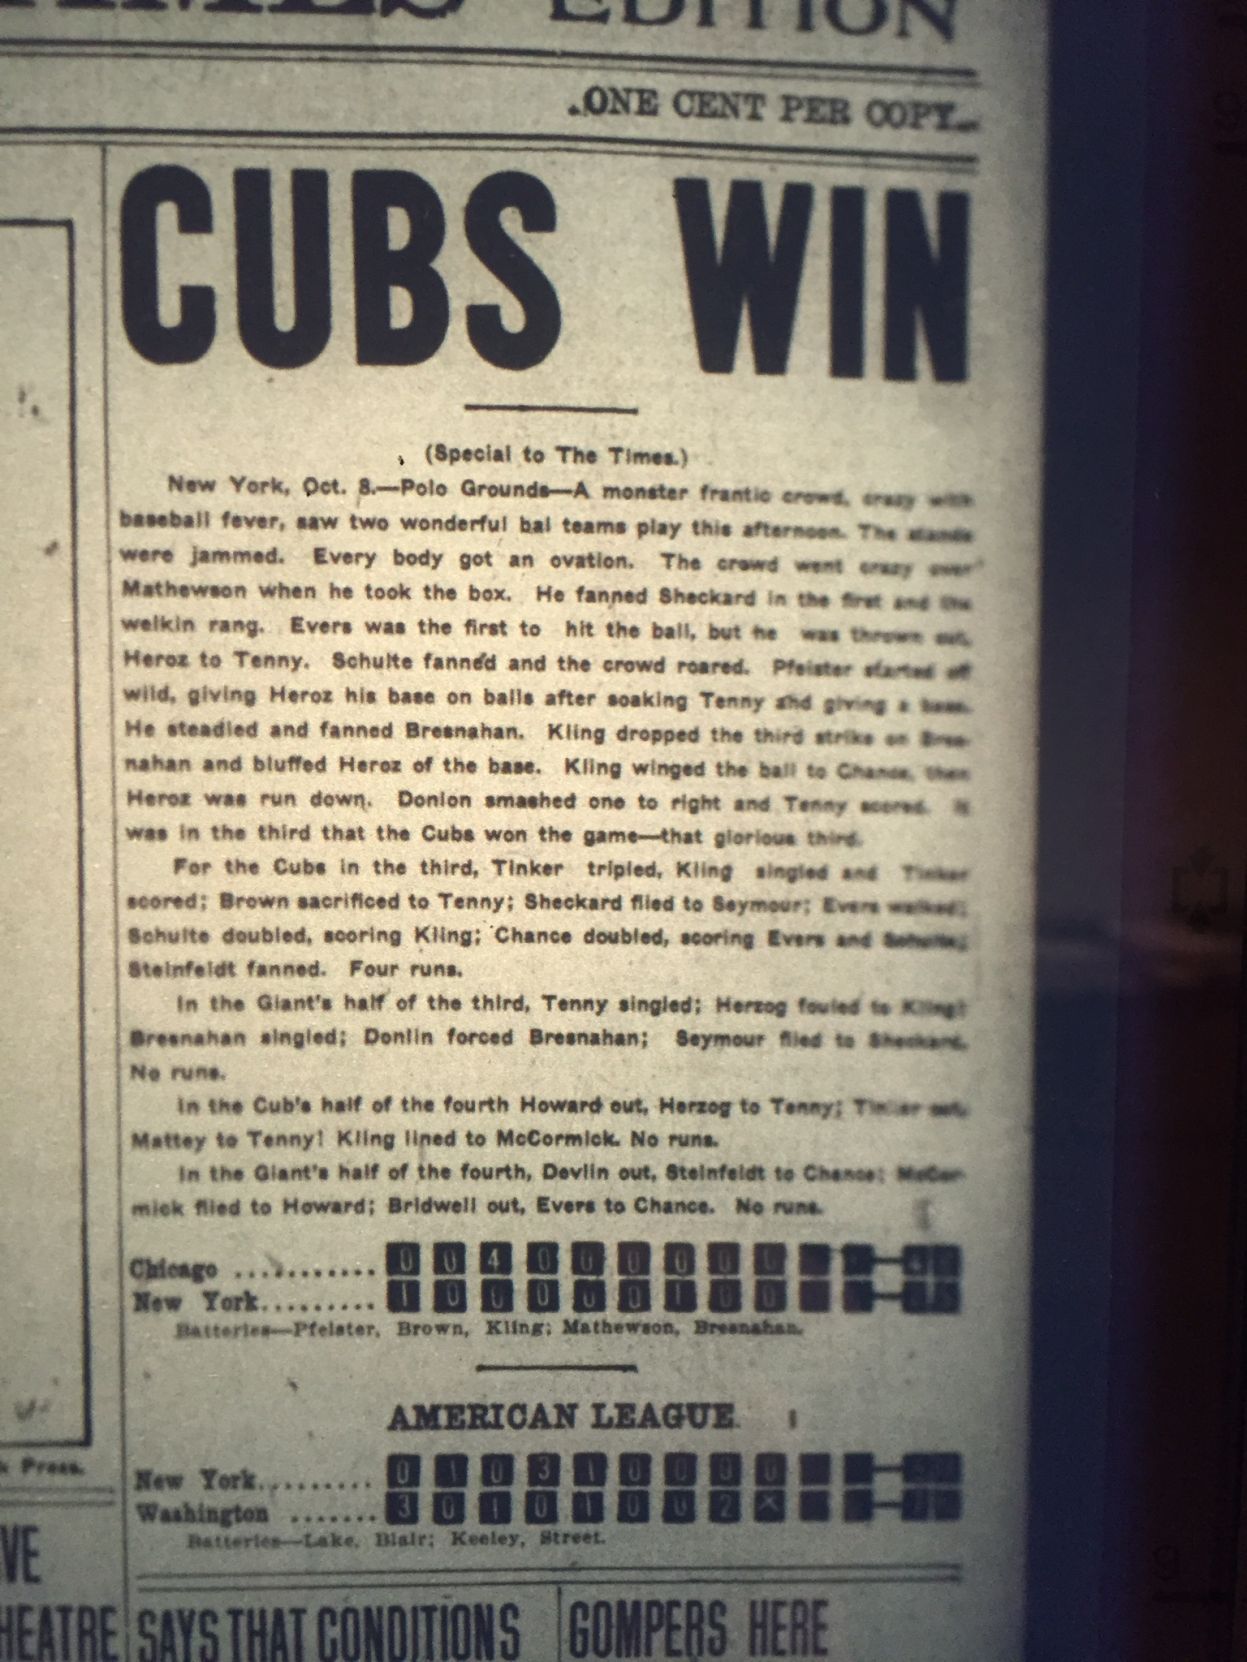 TIMES EDITION
ONE CENT PER COPY.
CUBS WIN
(Special to The Times.)
New York, Oct. 8.—Polo Grounds—A monster frantic crowd, crazy with
baseball fever, saw two wonderful bal teams play this afternoon. The stands
were jammed. Every body got an ovation. The crowd went crazy over
Mathewson when he took the box. He fanned Sheckard in the first and the
welkin rang. Evers was the first to hit the ball, but he was thrown out,
Heroz to Tenny. Schulte fanned and the crowd roared. Pfeister started off
wild, giving Heroz his base on balls after soaking Tenny and giving a base.
He steadied and fanned Bresnahan. Kling dropped the third strike on Bres-
nahan and bluffed Heroz of the base. Kling winged the ball to Chance, then
Heroz was run down. Donlon smashed one to right and Tenny scored. It
was in the third that the Cubs won the game—that glorious third.
For the Cubs in the third, Tinker tripled, Kling singled and Tinker
scored; Brown sacrificed to Tenny; Sheckard flied to Seymour; Evers walked;
Schulte doubled, scoring Kling; Chance doubled, scoring Evers and Schulte;
Steinfeldt fanned. Four runs.
In the Giant's half of the third, Tenny singled; Herzog fouled to Kling;
Bresnahan singled; Donlin forced Bresnahan; Seymour flied to Sheckard.
No runs.
In the Cub's half of the fourth Howard out, Herzog to Tenny; Tinker out,
Mattey to Tenny! Kling lined to McCormick. No runs.
In the Giant's half of the fourth, Devlin out, Steinfeldt to Chance; McCor-
mick flied to Howard; Bridwell out, Evers to Chance. No runs.
Chicago ........... 0 0 4 0 0 0 0 0 0 —
New York......... 1 0 0 0 0 0 1 0 0 —
Batteries—Pfeister, Brown, Kling; Mathewson, Bresnahan.
AMERICAN LEAGUE.
New York......... 0 1 0 3 1 0 0 0 0 —
Washington ....... 3 0 1 0 1 0 0 2 X —
Batteries—Lake, Blair; Keeley, Street.
Press.
VE
HEATRE
SAYS THAT CONDITIONS
GOMPERS HERE